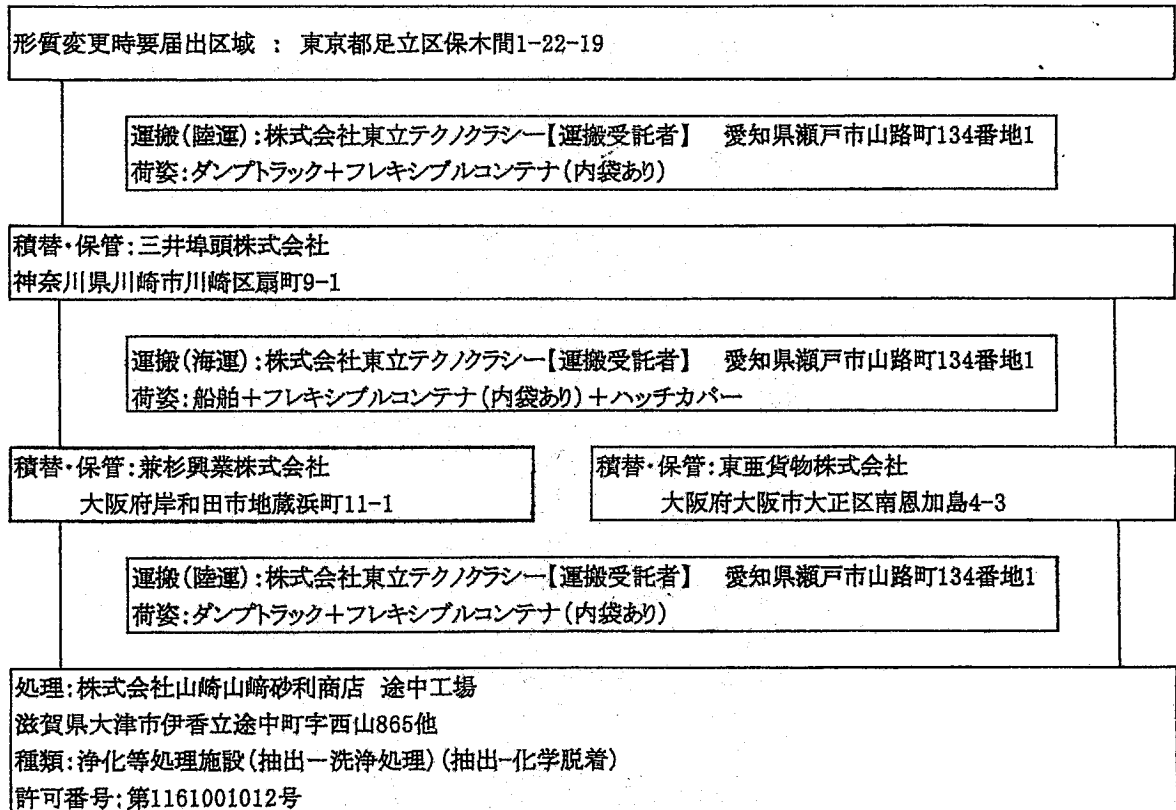 形質変更時要届出区域 : 東京都足立区保木間1-22-19
運搬(陸運):株式会社東立テクノクラシー【運搬受託者】 愛知県瀬戸市山路町134番地1
荷姿:ダンプトラック+フレキシブルコンテナ(内袋あり)
積替・保管:三井埠頭株式会社
神奈川県川崎市川崎区扇町9-1
運搬(海運):株式会社東立テクノクラシー【運搬受託者】 愛知県瀬戸市山路町134番地1
荷姿:船舶+フレキシブルコンテナ(内袋あり)+ハッチカバー
積替・保管:兼杉興業株式会社
大阪府岸和田市地蔵浜町11-1
積替・保管:東亜貨物株式会社
大阪府大阪市大正区南恩加島4-3
運搬(陸運):株式会社東立テクノクラシー【運搬受託者】 愛知県瀬戸市山路町134番地1
荷姿:ダンプトラック+フレキシブルコンテナ(内袋あり)
処理:株式会社山崎山﨑砂利商店 途中工場
滋賀県大津市伊香立途中町字西山865他
種類:浄化等処理施設(抽出ー洗浄処理)(抽出-化学脱着)
許可番号:第1161001012号